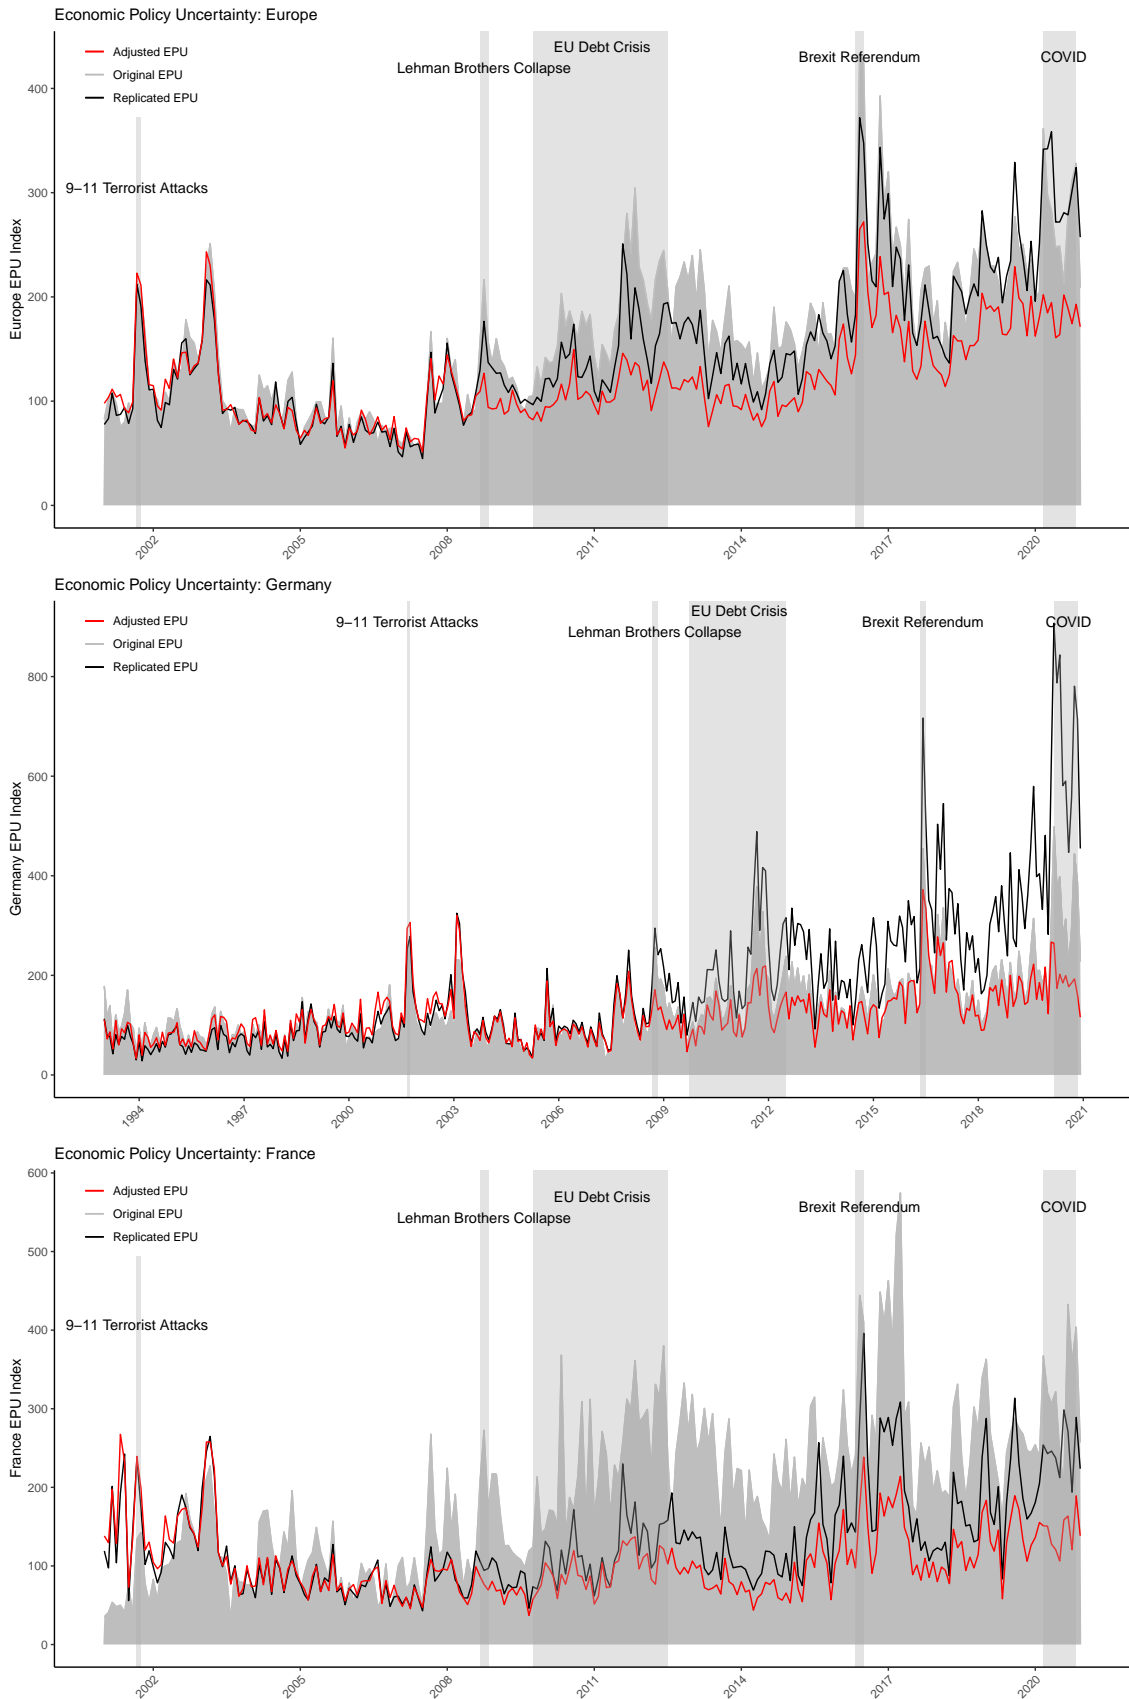 Economic Policy Uncertainty: Europe
Adjusted EPU
Original EPU
Replicated EPU
EU Debt Crisis
Lehman Brothers Collapse
Brexit Referendum
COVID
9–11 Terrorist Attacks
Europe EPU Index
400
300
200
100
0
2002
2005
2008
2011
2014
2017
2020
Economic Policy Uncertainty: Germany
Adjusted EPU
Original EPU
Replicated EPU
9–11 Terrorist Attacks
EU Debt Crisis
Lehman Brothers Collapse
Brexit Referendum
COVID
Germany EPU Index
800
600
400
200
0
1994
1997
2000
2003
2006
2009
2012
2015
2018
2021
Economic Policy Uncertainty: France
Adjusted EPU
Original EPU
Replicated EPU
EU Debt Crisis
Lehman Brothers Collapse
Brexit Referendum
COVID
9–11 Terrorist Attacks
France EPU Index
600
500
400
300
200
100
0
2002
2005
2008
2011
2014
2017
2020